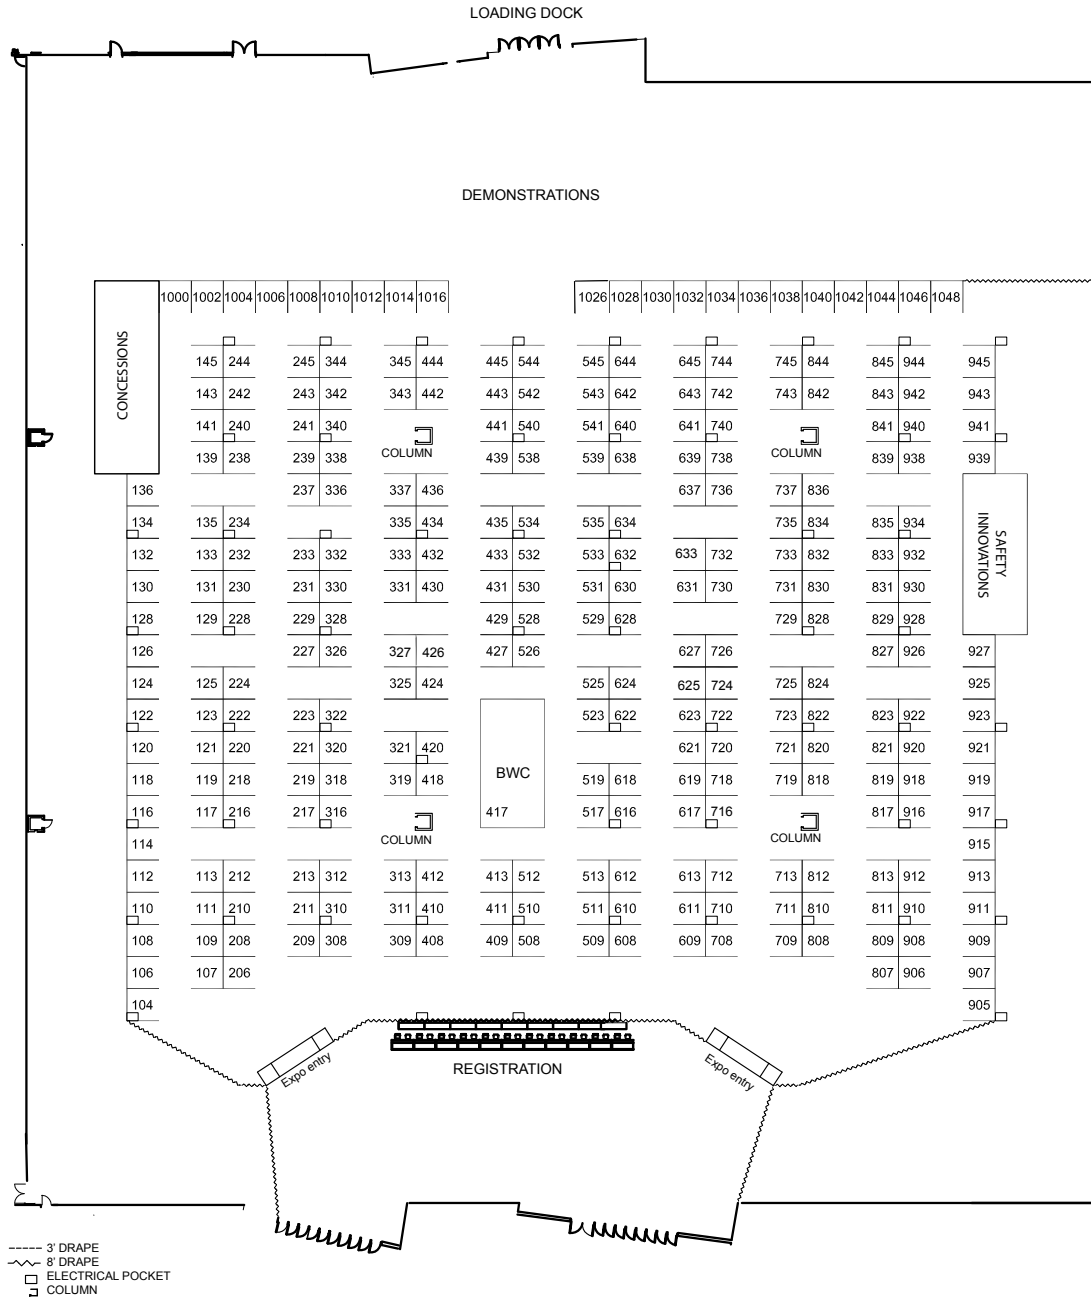 LOADING DOCK
DEMONSTRATIONS
1000 1002 1004 1006 1008 1010 1012 1014 1016 1026 1028 1030 1032 1034 1036 1038 1040 1042 1044 1046 1048
CONCESSIONS
145 244 245 344 345 444 445 544 545 644 645 744 745 844 845 944 945
143 242 243 342 343 442 443 542 543 642 643 742 743 842 843 942 943
141 240 241 340 441 540 541 640 641 740 841 940 941
COLUMN COLUMN
139 238 239 338 439 538 539 638 639 738 839 938 939
136 237 336 337 436 637 736 737 836
134 135 234 335 434 435 534 535 634 735 834 835 934
SAFETY
INNOVATIONS
132 133 232 233 332 333 432 433 532 533 632 633 732 733 832 833 932
130 131 230 231 330 331 430 431 530 531 630 631 730 731 830 831 930
128 129 228 229 328 429 528 529 628 729 828 829 928
126 227 326 327 426 427 526 627 726 827 926 927
124 125 224 325 424 525 624 625 724 725 824 925
122 123 222 223 322 523 622 623 722 723 822 823 922 923
120 121 220 221 320 321 420 621 720 721 820 821 920 921
BWC
118 119 218 219 318 319 418 519 618 619 718 719 818 819 918 919
116 117 216 217 316 417 517 616 617 716 817 916 917
COLUMN COLUMN
114 915
112 113 212 213 312 313 412 413 512 513 612 613 712 713 812 813 912 913
110 111 210 211 310 311 410 411 510 511 610 611 710 711 810 811 910 911
108 109 208 209 308 309 408 409 508 509 608 609 708 709 808 809 908 909
106 107 206 807 906 907
104 905
Expo entry REGISTRATION Expo entry
3' DRAPE
8' DRAPE
ELECTRICAL POCKET
COLUMN